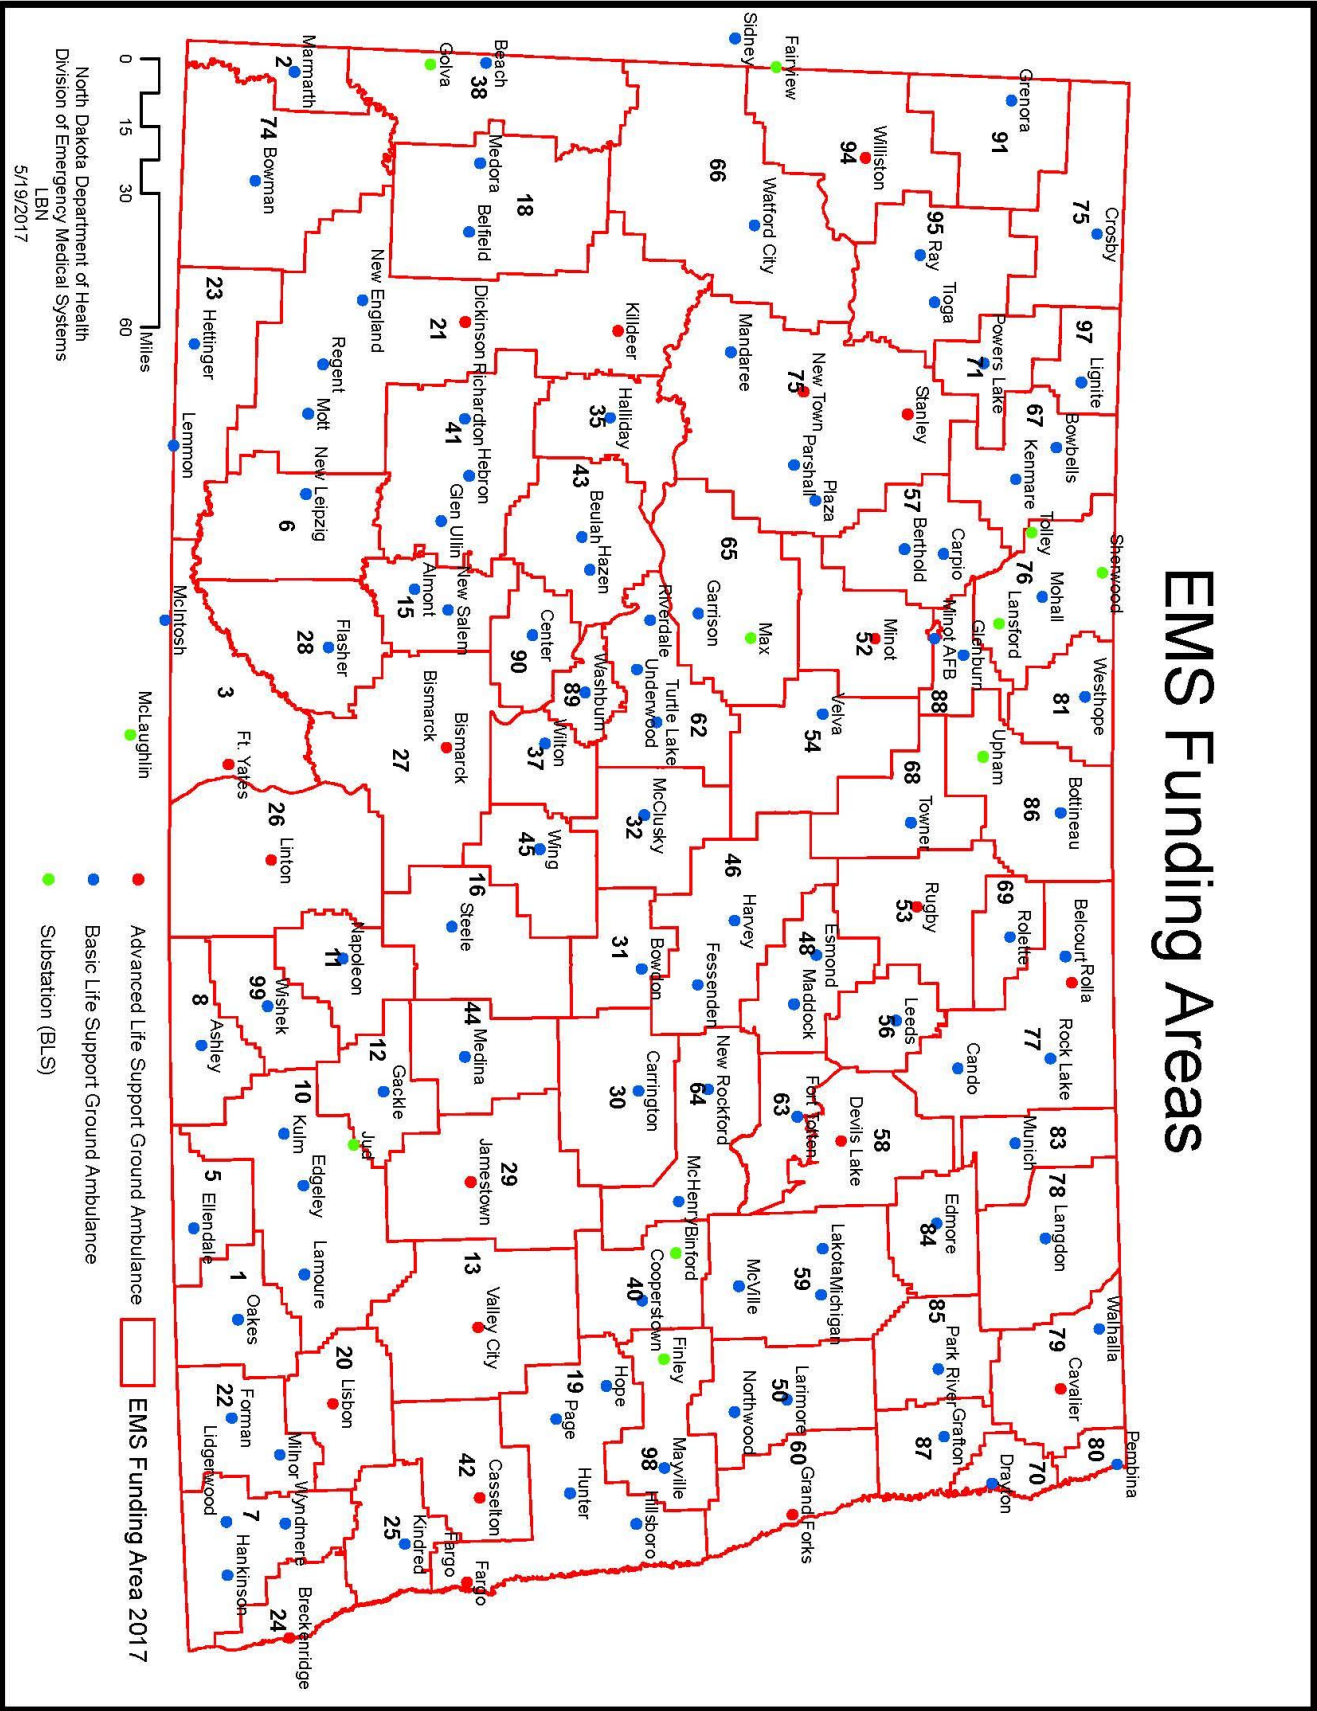 EMS Funding Areas
Pembina
80
Walhalla
79
Cavalier
70
Drayton
Langdon
78
83
Munich
Rock Lake
77
Belcourt
Rolla
69
Rolette
Cando
Bottineau
86
Westhope
81
Upham
Sherwood
Mohall
76
Lansford
Tolley
Glenburn
Bowbells
67
Kenmare
Lignite
97
Powers Lake
71
Crosby
75
Grenora
91
Williston
94
95 Ray
Tioga
Stanley
57
Berthold
Carpio
Minot AFB
Minot
52
88
68
Towner
Rugby
53
Leeds
56
Esmond
48
Maddock
Devils Lake
58
Fort Totten
63
Edmore
84
85
Park River
Grafton
87
Lakota
Michigan
59
McVille
Larimore
50
Northwood
60
Grand Forks
Fairview
Sidney
Watford City
66
Mandaree
New Town
75
Parshall
Plaza
65
Garrison
Max
Velva
54
Riverdale
Underwood
Turtle Lake
62
McClusky
32
46
Harvey
Fessenden
New Rockford
64
McHenry
Binford
Cooperstown
40
Finley
98
Mayville
Hillsboro
Killdeer
Halliday
35
43
Beulah
Hazen
Center
90
Washburn
89
Wilton
37
Wing
45
Bowdon
31
Carrington
30
Hope
19 Page
Hunter
Beach
38
Golva
Medora
18
Belfield
Dickinson
21
Richardton
41
Hebron
Glen Ullin
New Salem
Almont
15
Bismarck
Bismarck
27
16
Steele
44
Medina
29
Jamestown
13
Valley City
42
Casselton
Fargo
Fargo
Kindred
25
Marmarth
2
74 Bowman
New England
Regent
Mott
New Leipzig
6
Flasher
28
23 Hettinger
Lemmon
McIntosh
3
McLaughlin
Ft. Yates
26
Linton
Napoleon
11
Wishek
99
8
Ashley
12
Gackle
Jud
10
Kulm
Edgeley
Lamoure
5
Ellendale
1
Oakes
20
Lisbon
22
Forman
Milnor
Lidgerwood
7
Wyndmere
Hankinson
24
Breckenridge
0 15 30 60 Miles
North Dakota Department of Health
Division of Emergency Medical Systems
LBN
5/19/2017
Advanced Life Support Ground Ambulance
Basic Life Support Ground Ambulance
Substation (BLS)
EMS Funding Area 2017